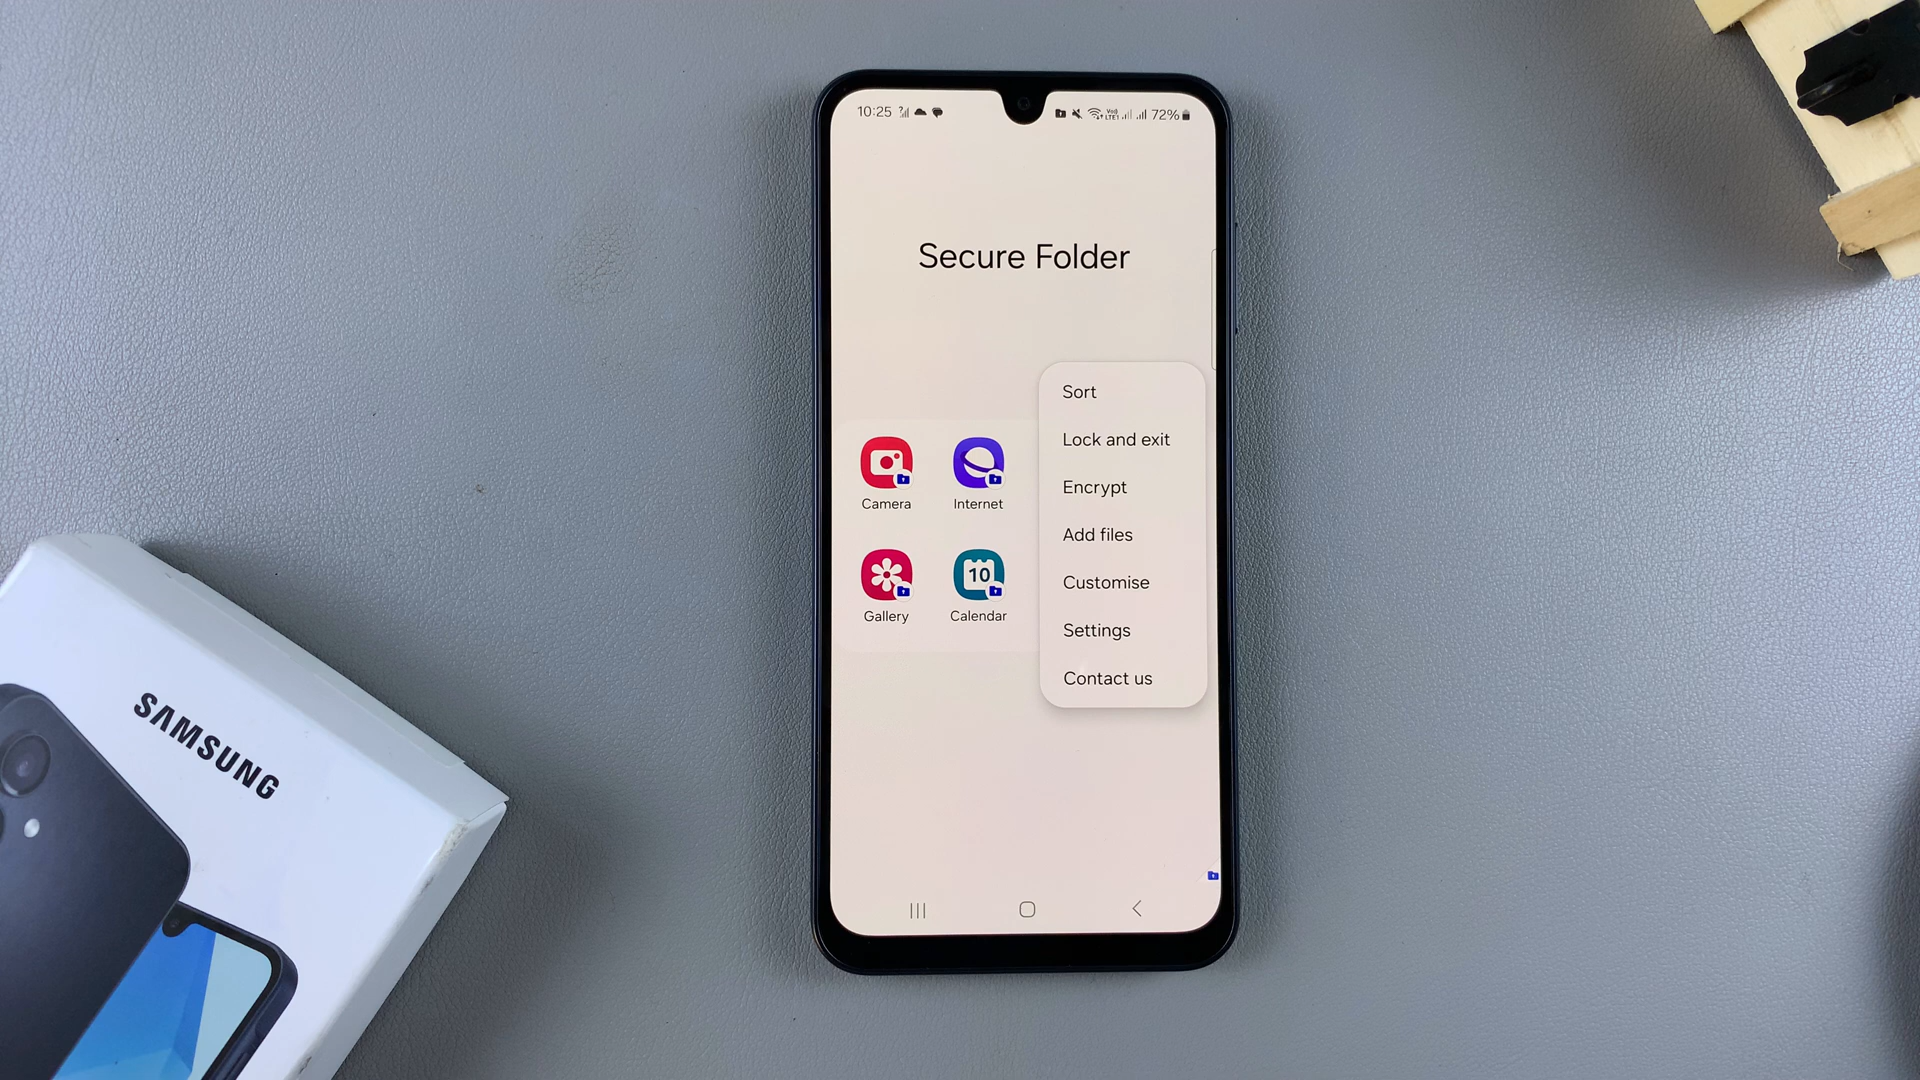 10:25
72%
Secure Folder
Sort
Lock and exit
Encrypt
Add files
Customise
Settings
Contact us
Camera
Internet
Gallery
10
Calendar
SAMSUNG